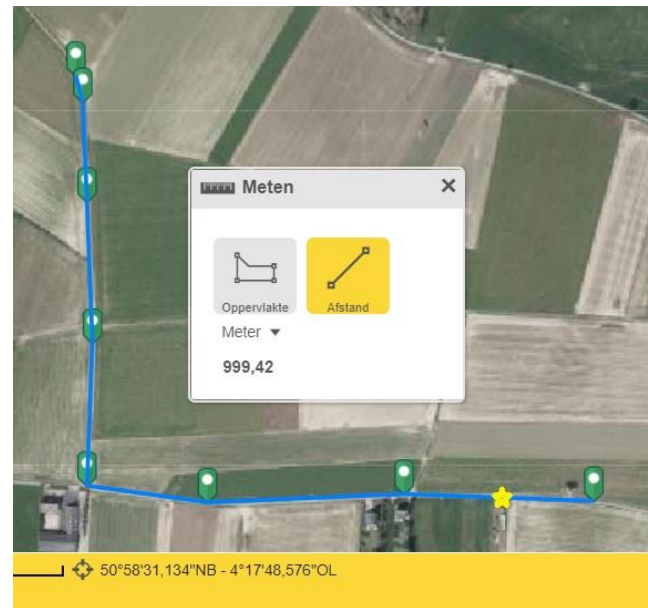 Meten
Oppervlakte Afstand
Meter
999,42
50°58'31,134"NB - 4°17'48,576"OL